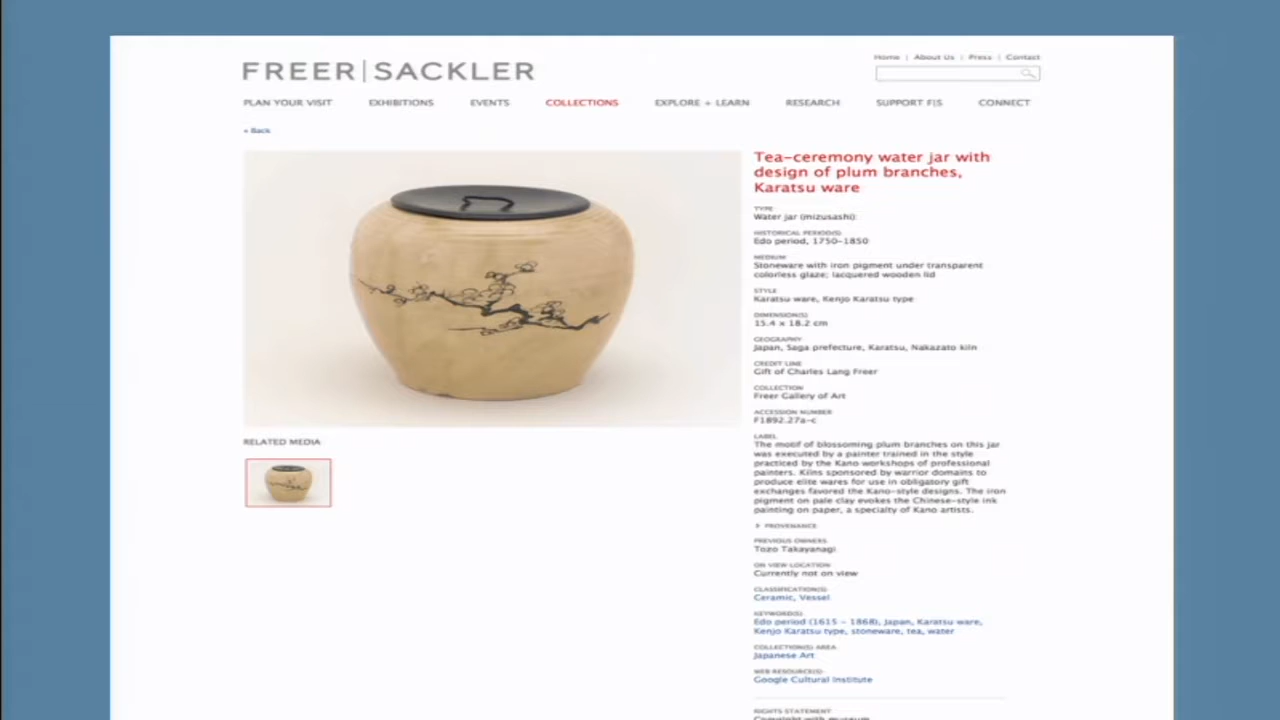 FREER|SACKLER
Home | About Us | Press | Contact
PLAN YOUR VISIT EXHIBITIONS EVENTS COLLECTIONS EXPLORE + LEARN RESEARCH SUPPORT F|S CONNECT
« Back
Tea-ceremony water jar with
design of plum branches,
Karatsu ware
TYPE
Water jar (mizusashi)
HISTORICAL PERIOD(S)
Edo period, 1750-1850
MEDIUM
Stoneware with iron pigment under transparent
colorless glaze; lacquered wooden lid
STYLE
Karatsu ware, Kenjo Karatsu type
DIMENSION(S)
15.4 x 18.2 cm
GEOGRAPHY
Japan, Saga prefecture, Karatsu, Nakazato kiln
CREDIT LINE
Gift of Charles Lang Freer
COLLECTION
Freer Gallery of Art
ACCESSION NUMBER
F1892.27a-c
LABEL
The motif of blossoming plum branches on this jar
was executed by a painter trained in the style
practiced by the Kano workshops of professional
painters. Kilns sponsored by warrior domains to
produce elite wares for use in obligatory gift
exchanges favored the Kano-style designs. The iron
pigment on pale clay evokes the Chinese-style ink
painting on paper, a specialty of Kano artists.
PROVENANCE
PREVIOUS OWNERS
Tozo Takayanagi
ON VIEW LOCATION
Currently not on view
CLASSIFICATION(S)
Ceramic, Vessel
KEYWORD(S)
Edo period (1615 - 1868), Japan, Karatsu ware,
Kenjo Karatsu type, stoneware, tea, water
COLLECTION(S) AREA
Japanese Art
WEB RESOURCE(S)
Google Cultural Institute
RIGHTS STATEMENT
Copyright with museum
RELATED MEDIA